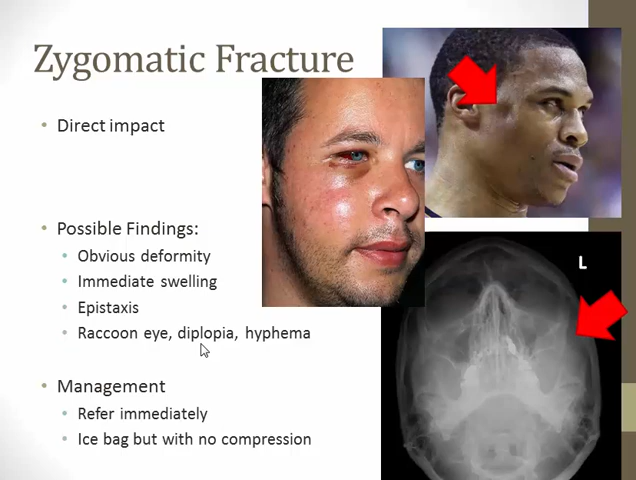 Zygomatic Fracture
• Direct impact
• Possible Findings:
• Obvious deformity
• Immediate swelling
• Epistaxis
• Raccoon eye, diplopia, hyphema
• Management
• Refer immediately
• Ice bag but with no compression
L